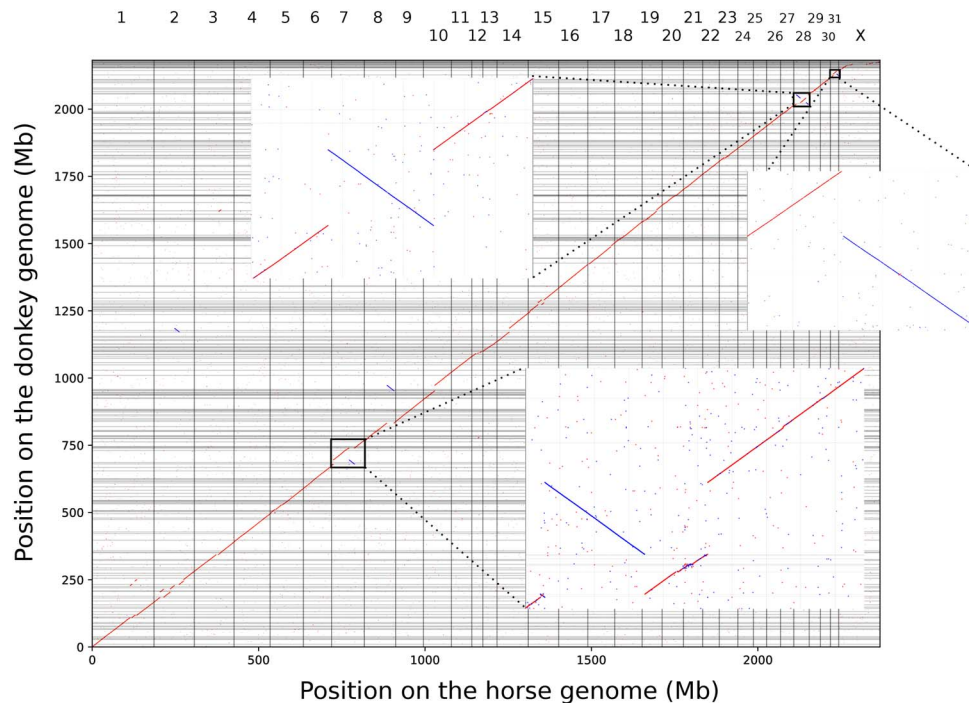 1 2 3 4 5 6 7 8 9 11 13 15 17 19 21 23 25 27 29 31
10 12 14 16 18 20 22 24 26 28 30 X
Position on the donkey genome (Mb)
2000
1750
1500
1250
1000
750
500
250
0
0 500 1000 1500 2000
Position on the horse genome (Mb)